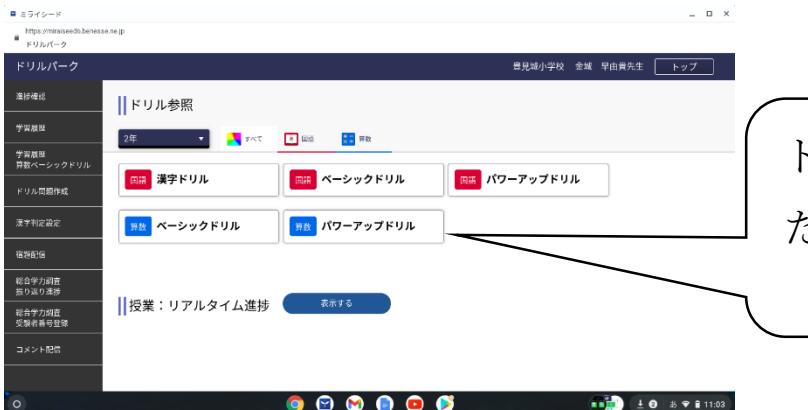 ミライシード
https://miraiseedo.benesse.ne.jp
ドリルパーク
ドリルパーク
豊見城小学校 金城 早由貴先生 トップ
進捗確認
学習履歴
学習履歴
算数ベーシックドリル
ドリル問題作成
漢字判定設定
宿題配信
総合学力調査
振り返り進捗
総合学力調査
受験者番号登録
コメント配信
ドリル参照
2年 すべて 国語 算数
国語 漢字ドリル
国語 ベーシックドリル
国語 パワーアップドリル
算数 ベーシックドリル
算数 パワーアップドリル
授業：リアルタイム進捗 表示する
ト
た
あ 11:03